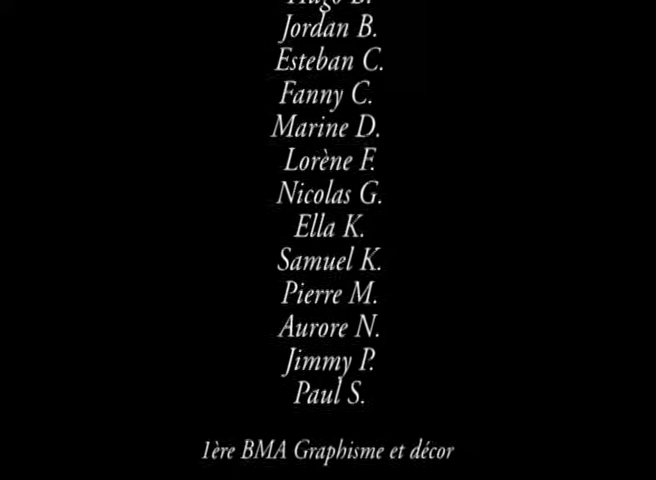 Hugo B.
Jordan B.
Esteban C.
Fanny C.
Marine D.
Lorène F.
Nicolas G.
Ella K.
Samuel K.
Pierre M.
Aurore N.
Jimmy P.
Paul S.
1ère BMA Graphisme et décor